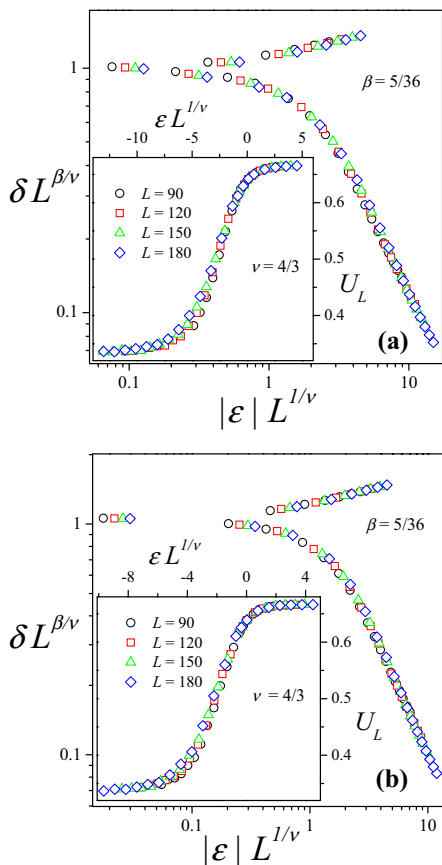 1
β = 5/36
-10 -5 0 5
εL^{1/ν}
δL^{β/ν}
L = 90
L = 120
L = 150
L = 180
ν = 4/3
0.6
0.5
0.4
U_L
0.1
(a)
0.1 1 10
|ε| L^{1/ν}
1
β = 5/36
-8 -4 0 4
εL^{1/ν}
δL^{β/ν}
L = 90
L = 120
L = 150
L = 180
ν = 4/3
0.6
0.5
0.4
U_L
0.1
(b)
0.1 1 10
|ε| L^{1/ν}